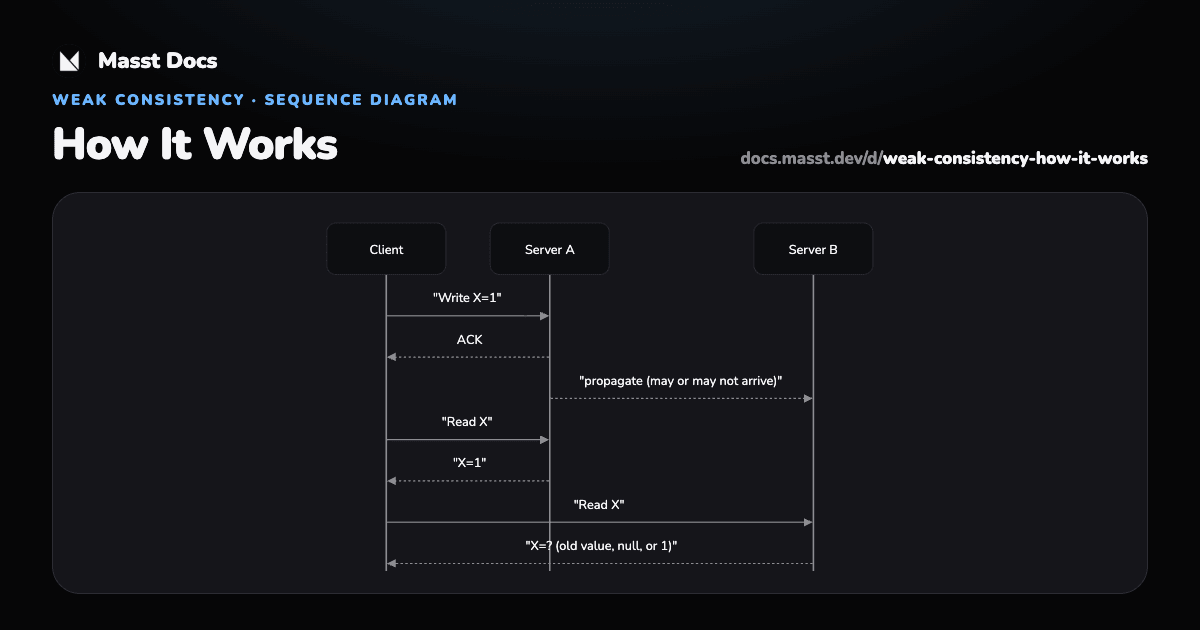 Masst Docs
WEAK CONSISTENCY · SEQUENCE DIAGRAM
How It Works
docs.masst.dev/d/weak-consistency-how-it-works
Client
Server A
Server B
"Write X=1"
ACK
"propagate (may or may not arrive)"
"Read X"
"X=1"
"Read X"
"X=? (old value, null, or 1)"